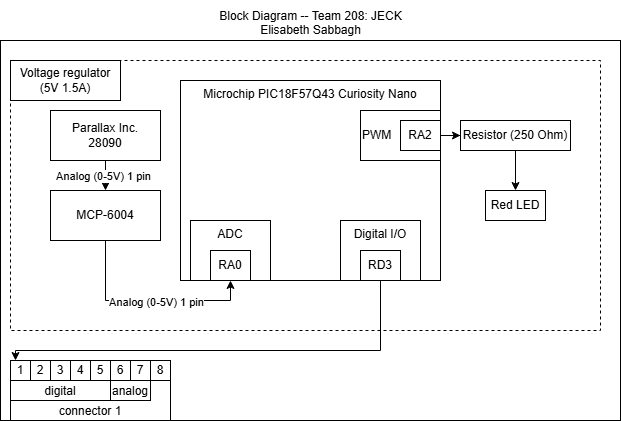 Block Diagram -- Team 208: JECK
Elisabeth Sabbagh
Voltage regulator
(5V 1.5A)
Microchip PIC18F57Q43 Curiosity Nano
Parallax Inc.
28090
PWM
RA2
Resistor (250 Ohm)
Analog (0-5V) 1 pin
MCP-6004
Red LED
ADC
RA0
Digital I/O
RD3
Analog (0-5V) 1 pin
1 2 3 4 5 6 7 8
digital analog
connector 1